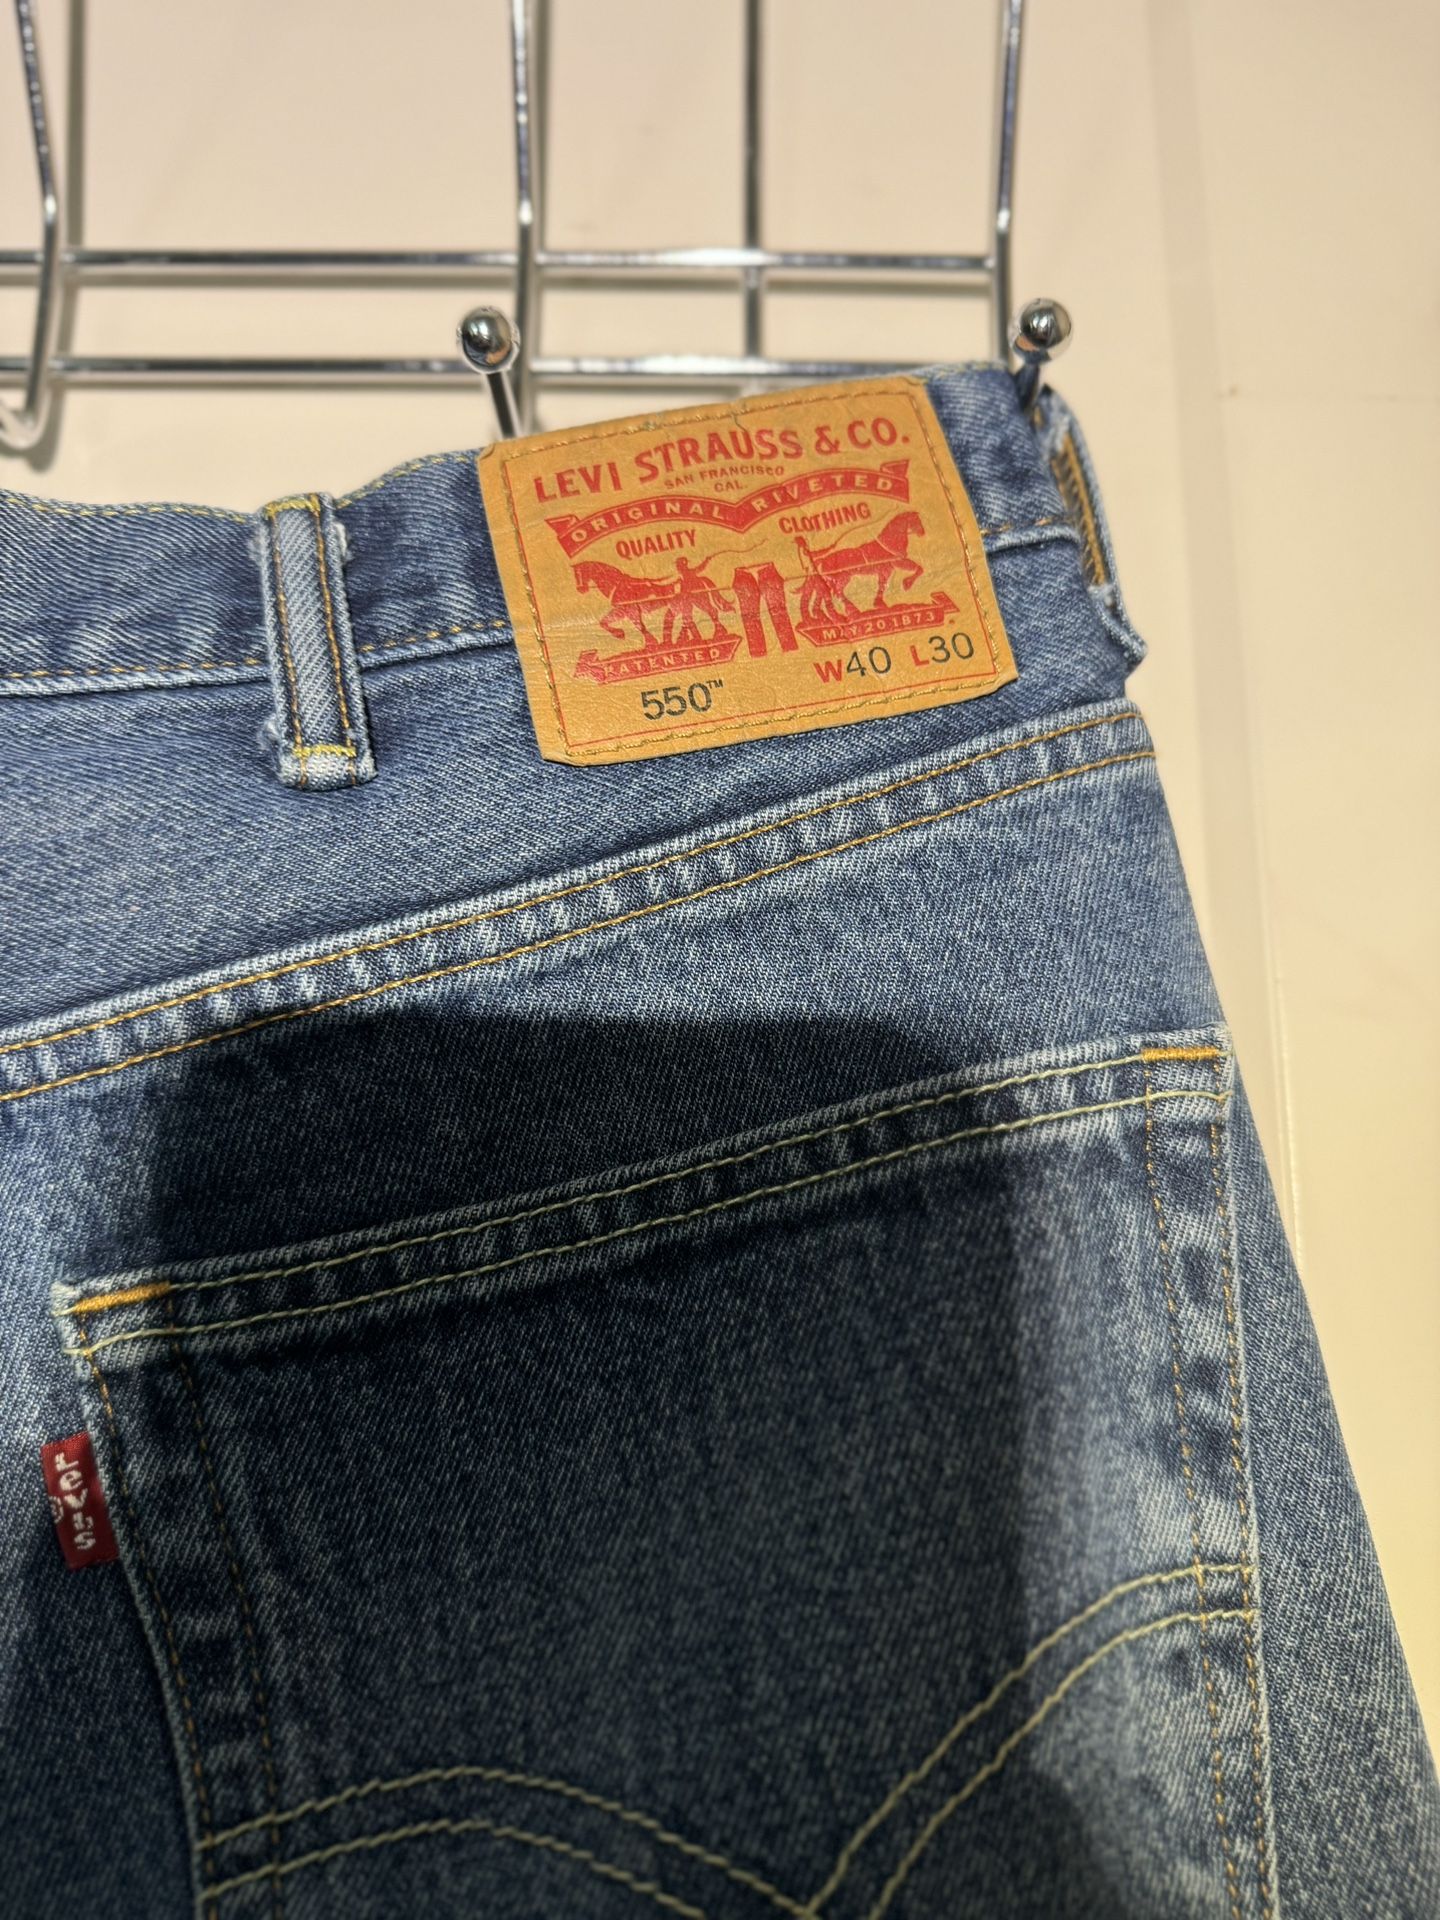 LEVI STRAUSS & CO.
SAN FRANCISCO
CAL.
ORIGINAL RIVETED
QUALITY CLOTHING
PATENTED MAY 20 1873
550™ W40 L30
Levi's